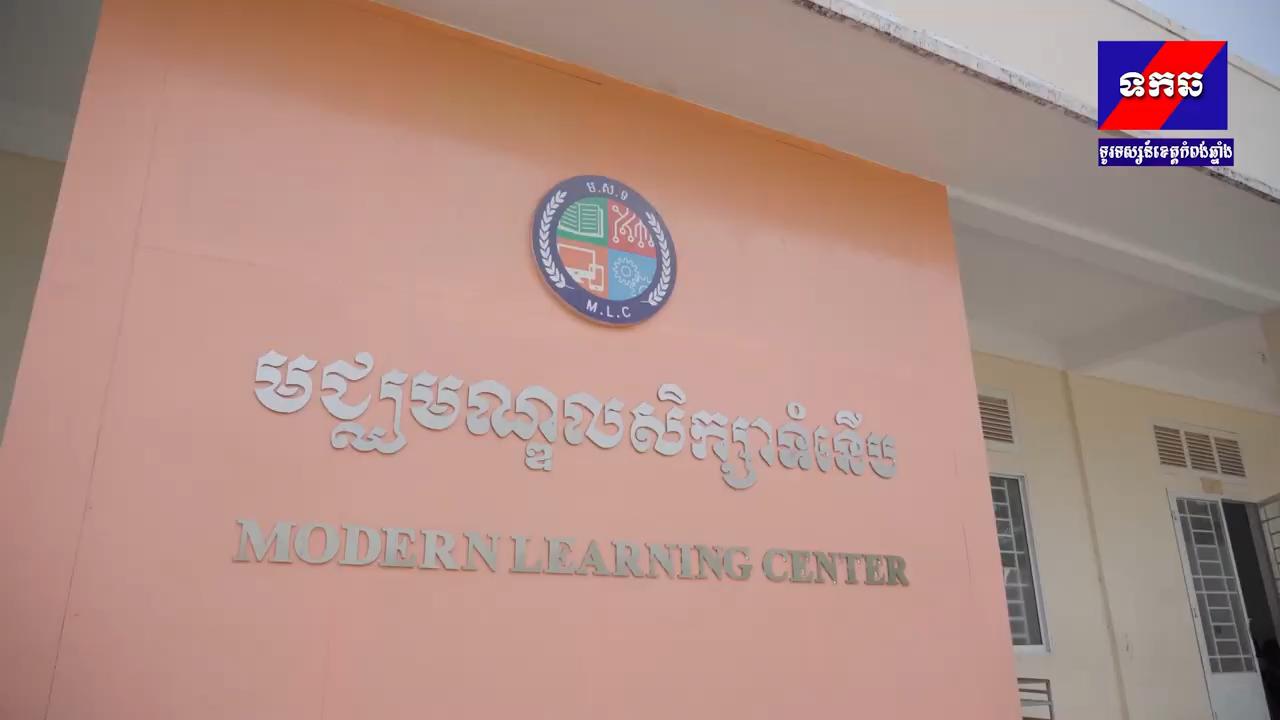 ទកឆ
ទូរទស្សន៍ខេត្តកំពង់ឆ្នាំង
ម.ស.ទ
M.L.C
មជ្ឈមណ្ឌលសិក្សាទំនើប
MODERN LEARNING CENTER